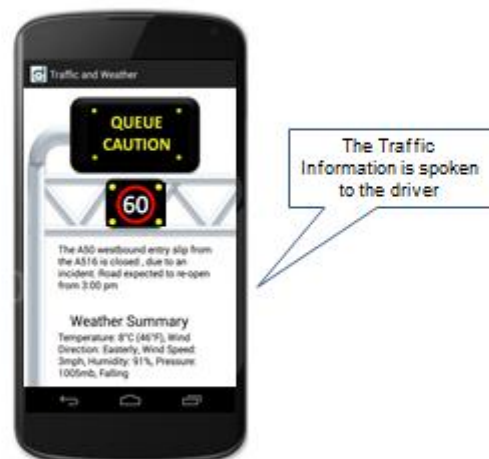 Traffic and Weather
QUEUE
CAUTION
60
The A50 westbound entry slip from
the A516 is closed , due to an
incident. Road expected to re-open
from 3:00 pm
Weather Summary
Temperature: 8°C (46°F), Wind
Direction: Easterly, Wind Speed:
3mph, Humidity: 91%, Pressure:
1005mb, Falling
The Traffic
Information is spoken
to the driver